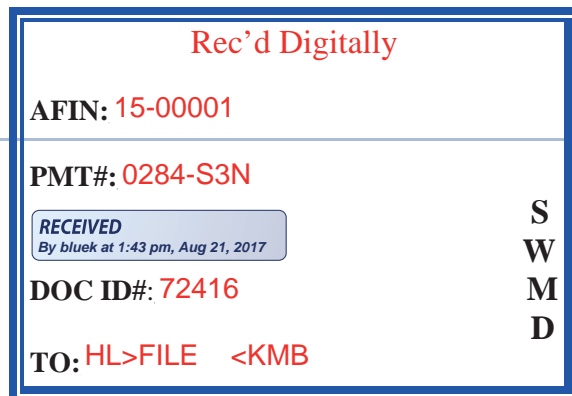 Rec’d Digitally
AFIN: 15-00001
PMT#: 0284-S3N
RECEIVED
By bluek at 1:43 pm, Aug 21, 2017
DOC ID#: 72416
TO: HL>FILE <KMB
S
W
M
D